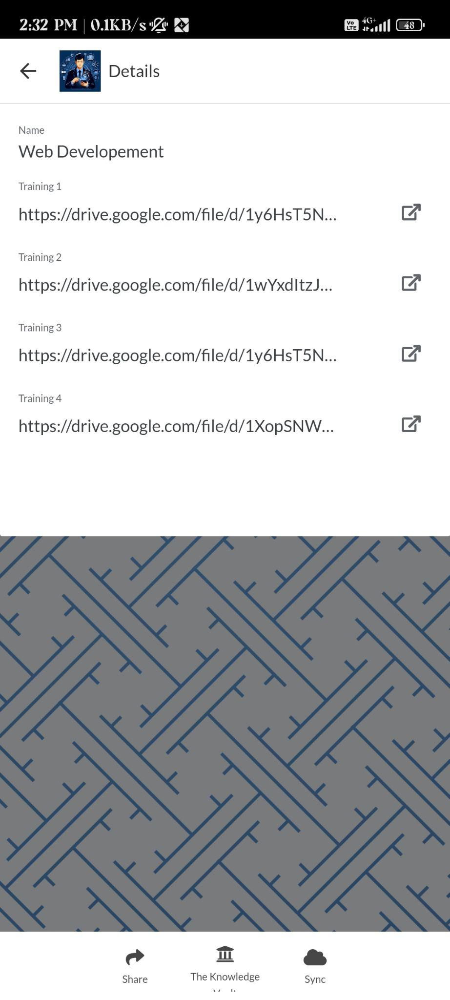 2:32 PM | 0.1KB/s
Vo LTE 4G+ 48
Details
Name
Web Developement
Training 1
https://drive.google.com/file/d/1y6HsT5N...
Training 2
https://drive.google.com/file/d/1wYxdItzJ...
Training 3
https://drive.google.com/file/d/1y6HsT5N...
Training 4
https://drive.google.com/file/d/1XopSNW...
Share
The Knowledge
Vault
Sync